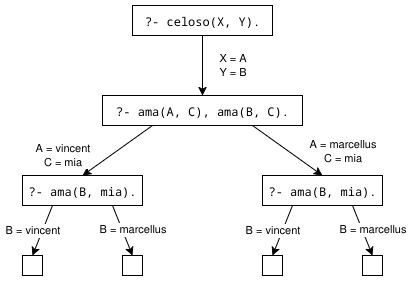 ?- celoso(X, Y).
X = A
Y = B
?- ama(A, C), ama(B, C).
A = vincent
C = mia
A = marcellus
C = mia
?- ama(B, mia).
?- ama(B, mia).
B = vincent
B = marcellus
B = vincent
B = marcellus